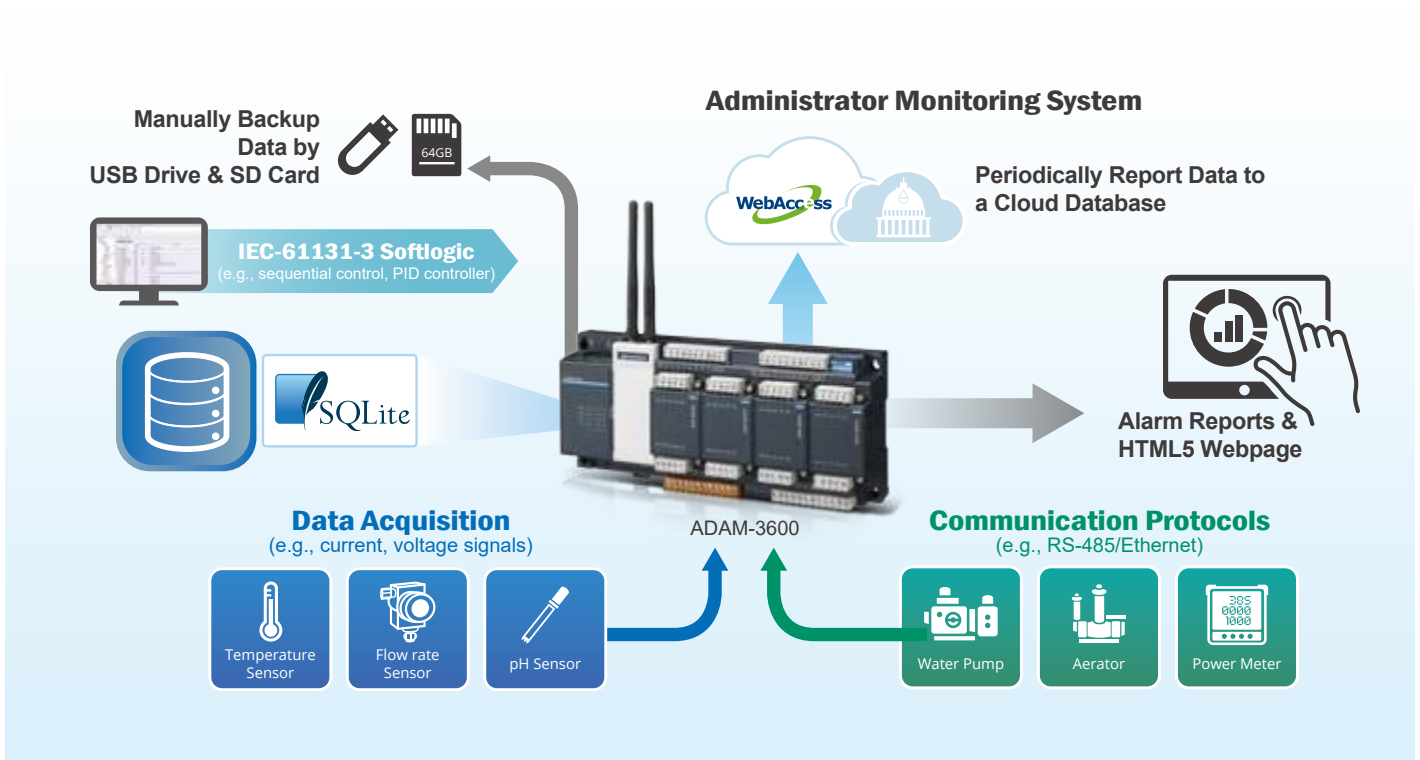 Manually Backup
Data by
USB Drive & SD Card
64GB
Administrator Monitoring System
WebAccess
Periodically Report Data to
a Cloud Database
IEC-61131-3 Softlogic
(e.g., sequential control, PID controller)
SQLite
Alarm Reports &
HTML5 Webpage
ADAM-3600
Data Acquisition
(e.g., current, voltage signals)
Temperature
Sensor
Flow rate
Sensor
pH Sensor
Communication Protocols
(e.g., RS-485/Ethernet)
Water Pump
Aerator
385
0000
1000
Power Meter